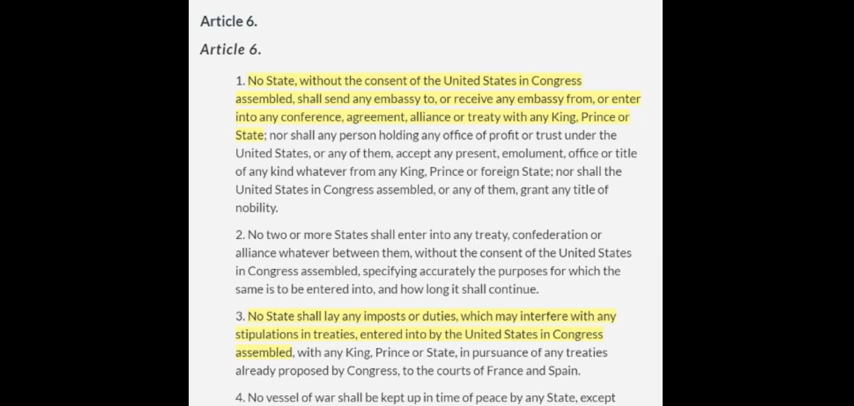 Article 6.
Article 6.
1. No State, without the consent of the United States in Congress
assembled, shall send any embassy to, or receive any embassy from, or enter
into any conference, agreement, alliance or treaty with any King, Prince or
State; nor shall any person holding any office of profit or trust under the
United States, or any of them, accept any present, emolument, office or title
of any kind whatever from any King, Prince or foreign State; nor shall the
United States in Congress assembled, or any of them, grant any title of
nobility.
2. No two or more States shall enter into any treaty, confederation or
alliance whatever between them, without the consent of the United States
in Congress assembled, specifying accurately the purposes for which the
same is to be entered into, and how long it shall continue.
3. No State shall lay any imposts or duties, which may interfere with any
stipulations in treaties, entered into by the United States in Congress
assembled, with any King, Prince or State, in pursuance of any treaties
already proposed by Congress, to the courts of France and Spain.
4. No vessel of war shall be kept up in time of peace by any State, except